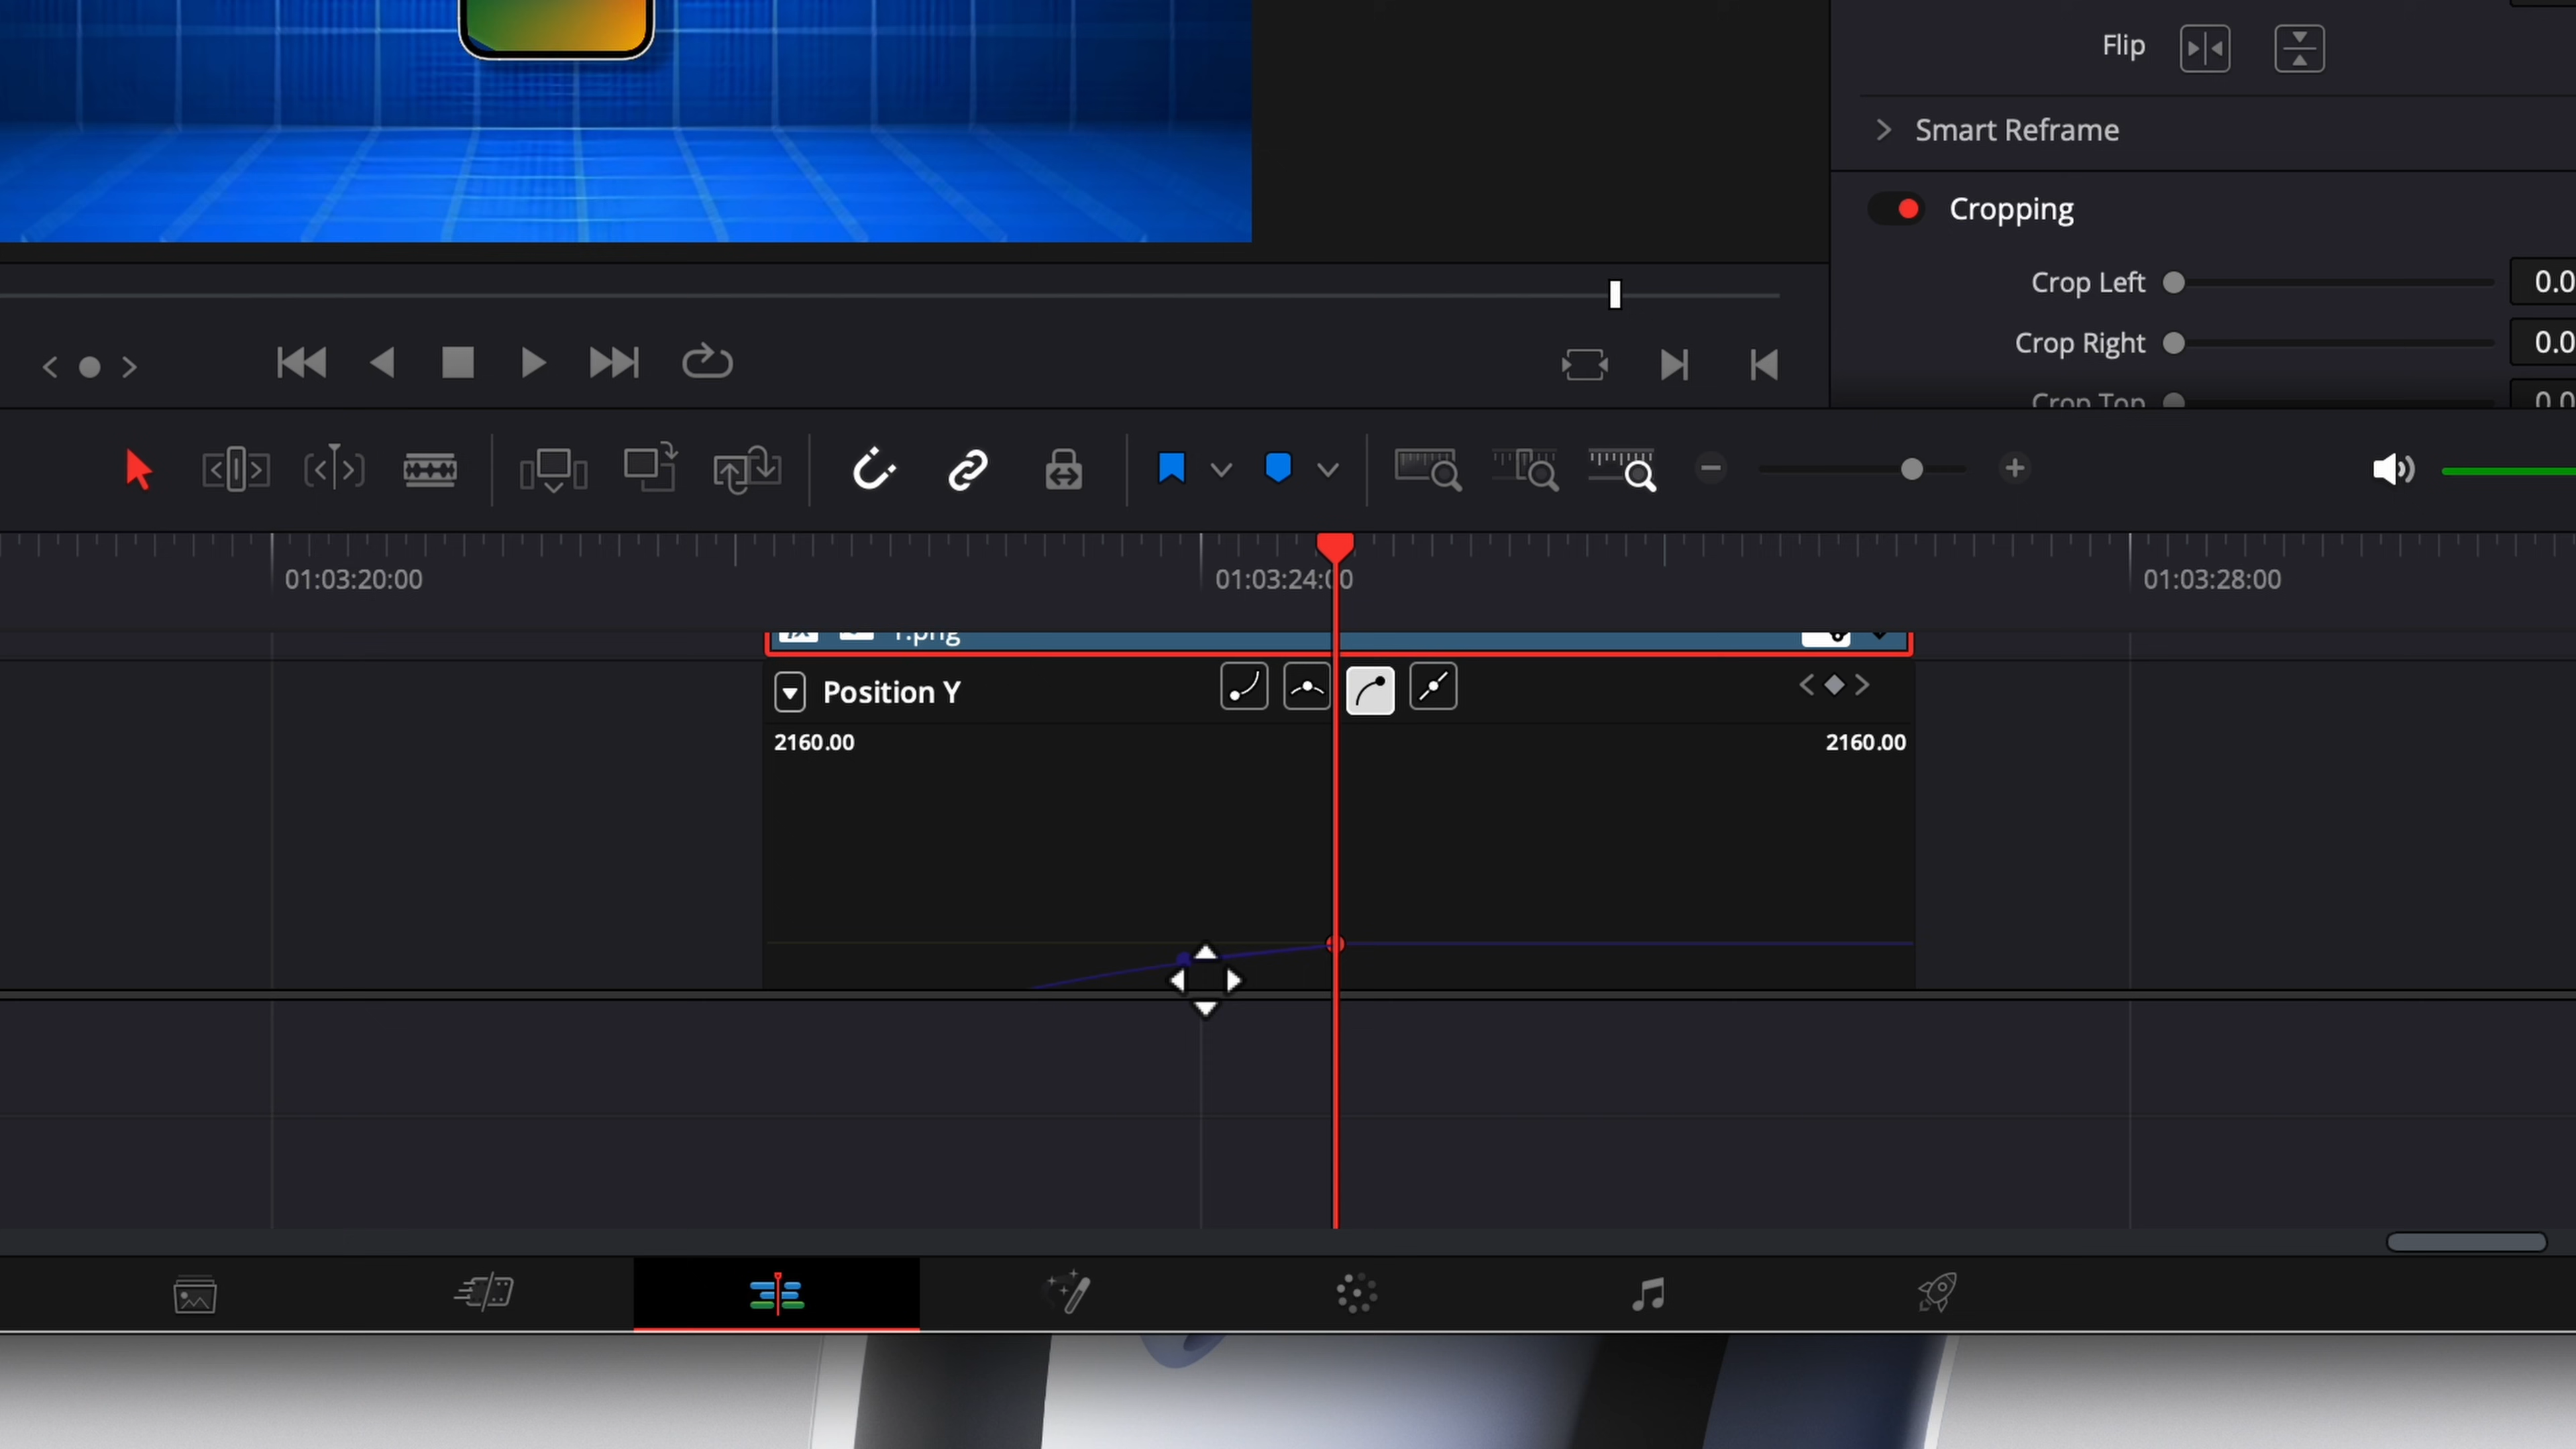 Flip
Smart Reframe
Cropping
Crop Left 0.0
Crop Right 0.0
Crop Top 0.0
01:03:20:00
01:03:24:00
01:03:28:00
1.png
Position Y
2160.00
2160.00